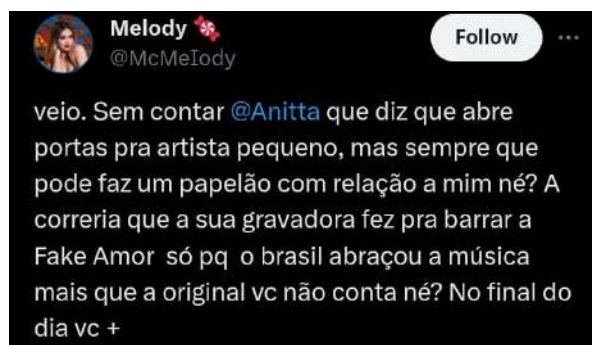 Melody 🍬
@McMeIody
Follow
veio. Sem contar @Anitta que diz que abre
portas pra artista pequeno, mas sempre que
pode faz um papelão com relação a mim né? A
correria que a sua gravadora fez pra barrar a
Fake Amor só pq o brasil abraçou a música
mais que a original vc não conta né? No final do
dia vc +